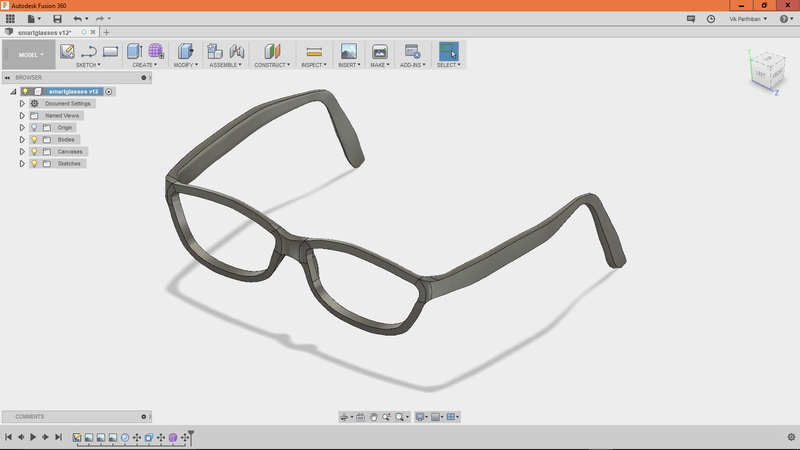 Autodesk Fusion 360
Vik Parthiban
smartglasses v12*
MODEL
SKETCH
CREATE
MODIFY
ASSEMBLE
CONSTRUCT
INSPECT
INSERT
MAKE
ADD-INS
SELECT
BROWSER
smartglasses v12
Document Settings
Named Views
Origin
Bodies
Canvases
Sketches
TOP
LEFT
FRONT
Y
Z
COMMENTS